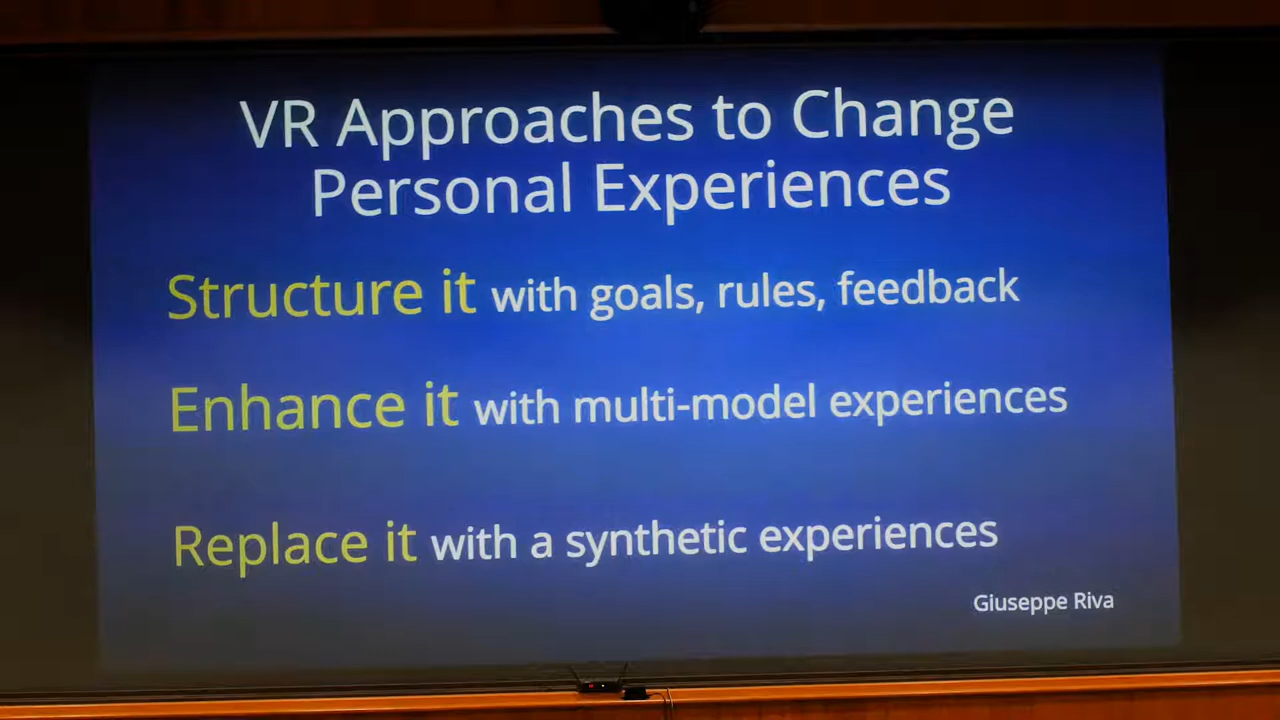 VR Approaches to Change
Personal Experiences
Structure it with goals, rules, feedback
Enhance it with multi-model experiences
Replace it with a synthetic experiences
Giuseppe Riva